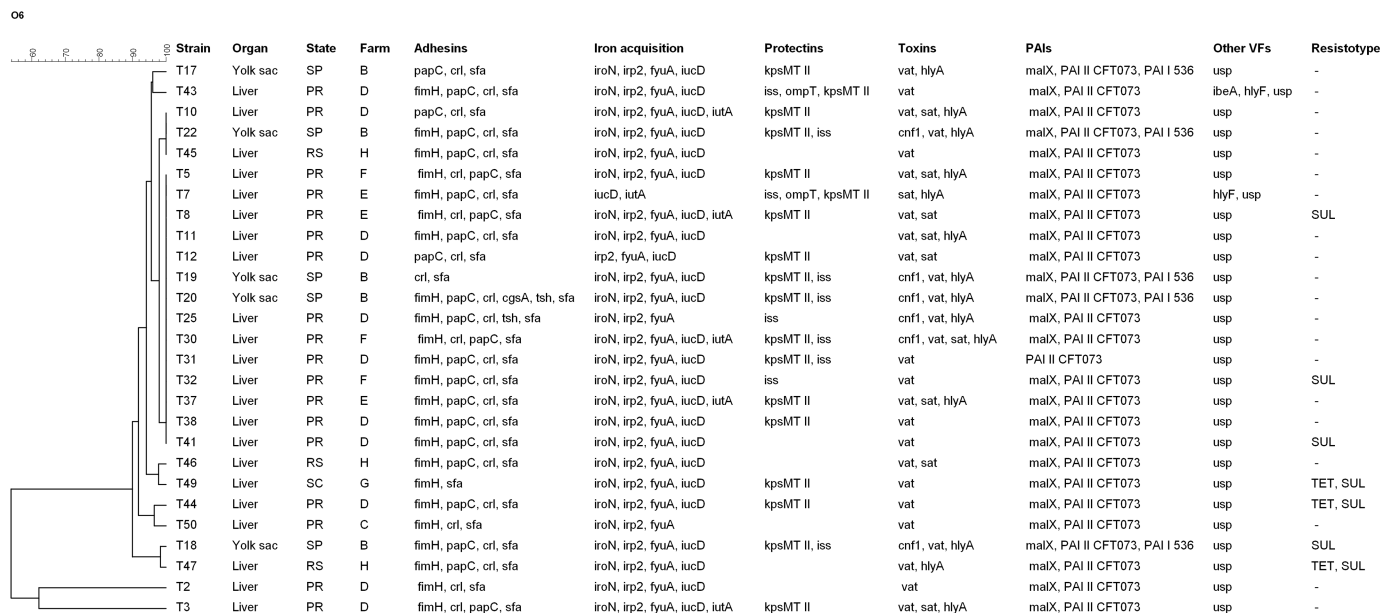 O6
60 70 80 90 100 Strain Organ State Farm Adhesins Iron acquisition Protectins Toxins PAIs Other VFs Resistotype
T17 Yolk sac SP B papC, crl, sfa iroN, irp2, fyuA, iucD kpsMT II vat, hlyA malX, PAI II CFT073, PAI I 536 usp -
T43 Liver PR D fimH, papC, crl, sfa iroN, irp2, fyuA, iucD iss, ompT, kpsMT II vat malX, PAI II CFT073 ibeA, hlyF, usp -
T10 Liver PR D papC, crl, sfa iroN, irp2, fyuA, iucD, iutA kpsMT II vat, sat, hlyA malX, PAI II CFT073 usp -
T22 Yolk sac SP B fimH, papC, crl, sfa iroN, irp2, fyuA, iucD kpsMT II, iss cnf1, vat, hlyA malX, PAI II CFT073, PAI I 536 usp -
T45 Liver RS H fimH, papC, crl, sfa iroN, irp2, fyuA, iucD vat malX, PAI II CFT073 usp -
T5 Liver PR F fimH, crl, papC, sfa iroN, irp2, fyuA, iucD kpsMT II vat, sat, hlyA malX, PAI II CFT073 usp -
T7 Liver PR E fimH, papC, crl, sfa iucD, iutA iss, ompT, kpsMT II sat, hlyA malX, PAI II CFT073 hlyF, usp -
T8 Liver PR E fimH, crl, papC, sfa iroN, irp2, fyuA, iucD, iutA kpsMT II vat, sat malX, PAI II CFT073 usp SUL
T11 Liver PR D fimH, papC, crl, sfa iroN, irp2, fyuA, iucD vat, sat, hlyA malX, PAI II CFT073 usp -
T12 Liver PR D papC, crl, sfa irp2, fyuA, iucD kpsMT II vat, sat malX, PAI II CFT073 usp -
T19 Yolk sac SP B crl, sfa iroN, irp2, fyuA, iucD kpsMT II, iss cnf1, vat, hlyA malX, PAI II CFT073, PAI I 536 usp -
T20 Yolk sac SP B fimH, papC, crl, cgsA, tsh, sfa iroN, irp2, fyuA, iucD kpsMT II, iss cnf1, vat, hlyA malX, PAI II CFT073, PAI I 536 usp -
T25 Liver PR D fimH, papC, crl, tsh, sfa iroN, irp2, fyuA iss cnf1, vat, hlyA malX, PAI II CFT073 usp -
T30 Liver PR F fimH, crl, papC, sfa iroN, irp2, fyuA, iucD, iutA kpsMT II, iss cnf1, vat, sat, hlyA malX, PAI II CFT073 usp -
T31 Liver PR D fimH, papC, crl, sfa iroN, irp2, fyuA, iucD kpsMT II, iss vat PAI II CFT073 usp -
T32 Liver PR F fimH, papC, crl, sfa iroN, irp2, fyuA, iucD iss vat malX, PAI II CFT073 usp SUL
T37 Liver PR E fimH, papC, crl, sfa iroN, irp2, fyuA, iucD, iutA kpsMT II vat, sat, hlyA malX, PAI II CFT073 usp -
T38 Liver PR D fimH, papC, crl, sfa iroN, irp2, fyuA, iucD kpsMT II vat malX, PAI II CFT073 usp -
T41 Liver PR D fimH, papC, crl, sfa iroN, irp2, fyuA, iucD vat malX, PAI II CFT073 usp SUL
T46 Liver RS H fimH, papC, crl, sfa iroN, irp2, fyuA, iucD vat, sat malX, PAI II CFT073 usp -
T49 Liver SC G fimH, sfa iroN, irp2, fyuA, iucD kpsMT II vat malX, PAI II CFT073 usp TET, SUL
T44 Liver PR D fimH, papC, crl, sfa iroN, irp2, fyuA, iucD kpsMT II vat malX, PAI II CFT073 usp TET, SUL
T50 Liver PR C fimH, crl, sfa iroN, irp2, fyuA vat malX, PAI II CFT073 usp -
T18 Yolk sac SP B fimH, papC, crl, sfa iroN, irp2, fyuA, iucD kpsMT II, iss cnf1, vat, hlyA malX, PAI II CFT073, PAI I 536 usp SUL
T47 Liver RS H fimH, papC, crl, sfa iroN, irp2, fyuA, iucD vat, hlyA malX, PAI II CFT073 usp TET, SUL
T2 Liver PR D fimH, crl, sfa iroN, irp2, fyuA, iucD vat malX, PAI II CFT073 usp -
T3 Liver PR D fimH, crl, papC, sfa iroN, irp2, fyuA, iucD, iutA kpsMT II vat, sat, hlyA malX, PAI II CFT073 usp -